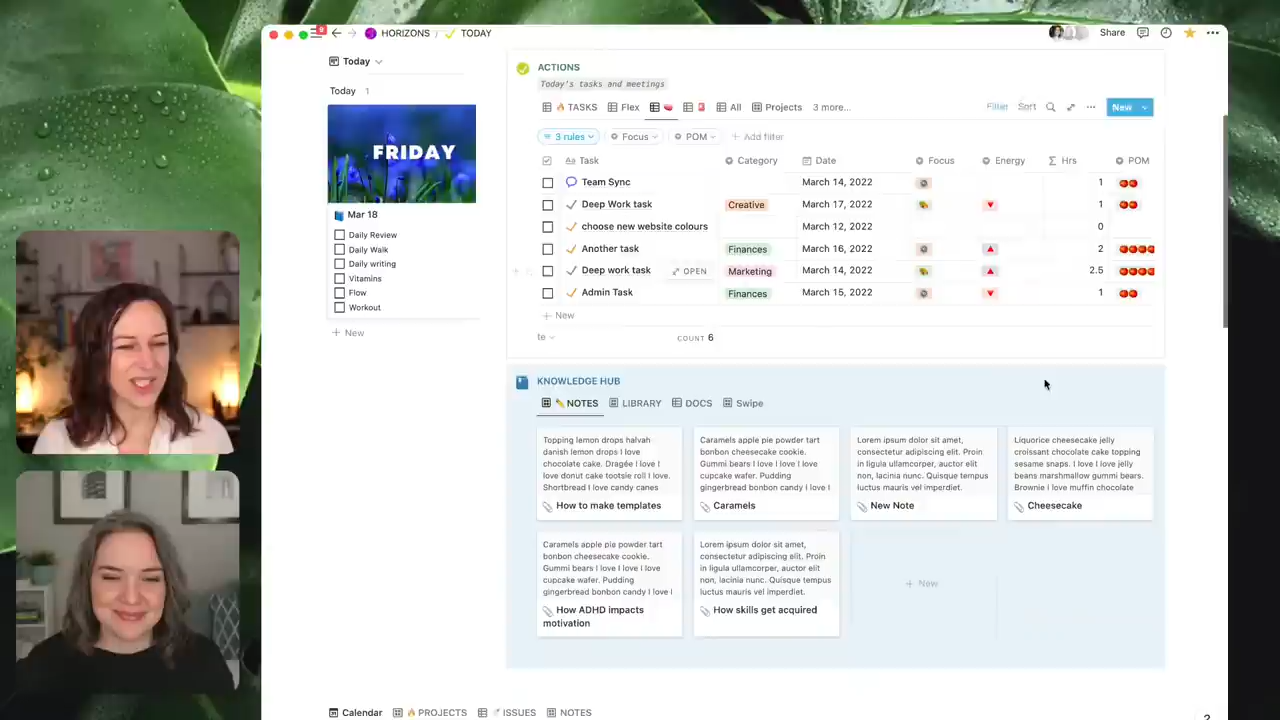 HORIZONS / TODAY
Share
Today
Today 1
FRIDAY
Mar 18
Daily Review
Daily Walk
Daily writing
Vitamins
Flow
Workout
+ New
ACTIONS
Today's tasks and meetings
TASKS Flex All Projects 3 more...
Filter Sort New
3 rules Focus POM + Add filter
Task Category Date Focus Energy Σ Hrs POM
Team Sync March 14, 2022 1
Deep Work task Creative March 17, 2022 1
choose new website colours March 12, 2022 0
Another task Finances March 16, 2022 2
Deep work task OPEN Marketing March 14, 2022 2.5
Admin Task Finances March 15, 2022 1
+ New
te COUNT 6
KNOWLEDGE HUB
NOTES LIBRARY DOCS Swipe
Topping lemon drops halvah
danish lemon drops I love
chocolate cake. Dragée I love I
love donut cake tootsie roll I love.
Shortbread I love candy canes
How to make templates
Caramels apple pie powder tart
bonbon cheesecake cookie.
Gummi bears I love I love I love
cupcake wafer. Pudding
gingerbread bonbon candy I love I
Caramels
Lorem ipsum dolor sit amet,
consectetur adipiscing elit. Proin
in ligula ullamcorper, auctor elit
non, lacinia nunc. Quisque tempus
luctus mauris vel imperdiet.
New Note
Liquorice cheesecake jelly
croissant chocolate cake topping
sesame snaps. I love I love jelly
beans marshmallow gummi bears.
Brownie I love muffin chocolate
Cheesecake
Caramels apple pie powder tart
bonbon cheesecake cookie.
Gummi bears I love I love I love
cupcake wafer. Pudding
gingerbread bonbon candy I love I
How ADHD impacts
motivation
Lorem ipsum dolor sit amet,
consectetur adipiscing elit. Proin
in ligula ullamcorper, auctor elit
non, lacinia nunc. Quisque tempus
luctus mauris vel imperdiet.
How skills get acquired
+ New
Calendar PROJECTS ISSUES NOTES
?